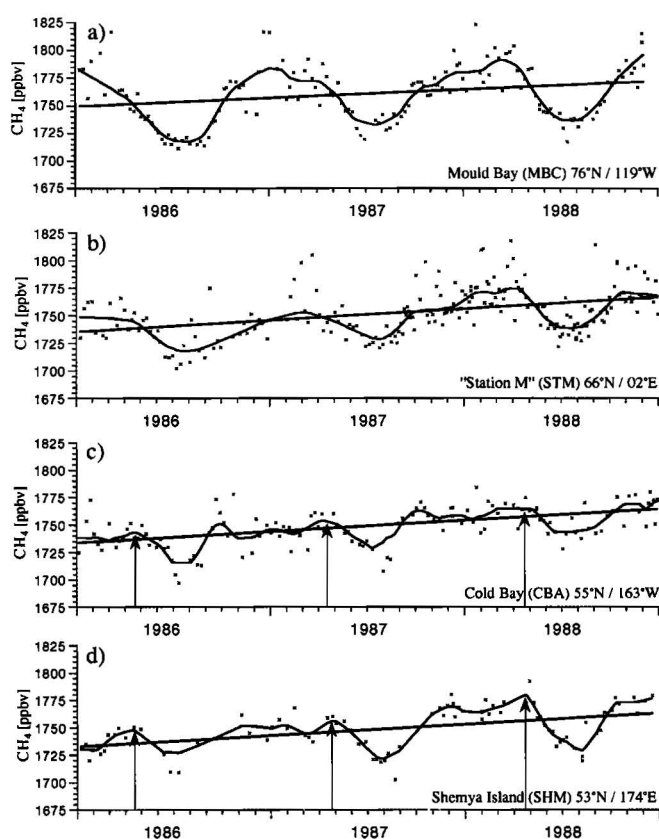 a)
CH4 [ppbv]
1825
1800
1775
1750
1725
1700
1675
Mould Bay (MBC) 76°N / 119°W
1986 1987 1988
b)
CH4 [ppbv]
1825
1800
1775
1750
1725
1700
1675
"Station M" (STM) 66°N / 02°E
1986 1987 1988
c)
CH4 [ppbv]
1825
1800
1775
1750
1725
1700
1675
Cold Bay (CBA) 55°N / 163°W
1986 1987 1988
d)
CH4 [ppbv]
1825
1800
1775
1750
1725
1700
1675
Shemya Island (SHM) 53°N / 174°E
1986 1987 1988